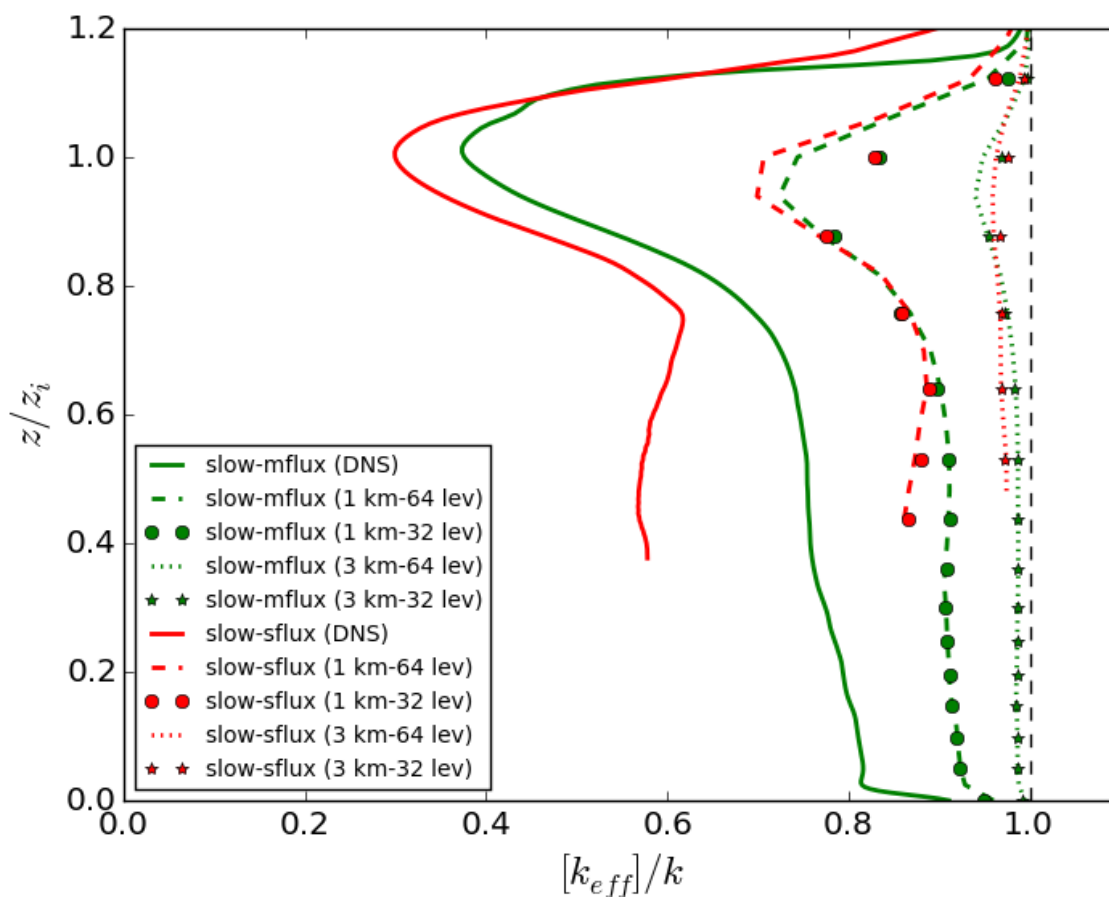 1.2
1.0
0.8
0.6
0.4
0.2
0.0
z/z_i
slow-mflux (DNS)
slow-mflux (1 km-64 lev)
slow-mflux (1 km-32 lev)
slow-mflux (3 km-64 lev)
slow-mflux (3 km-32 lev)
slow-sflux (DNS)
slow-sflux (1 km-64 lev)
slow-sflux (1 km-32 lev)
slow-sflux (3 km-64 lev)
slow-sflux (3 km-32 lev)
0.0 0.2 0.4 0.6 0.8 1.0
[k_{eff}]/k